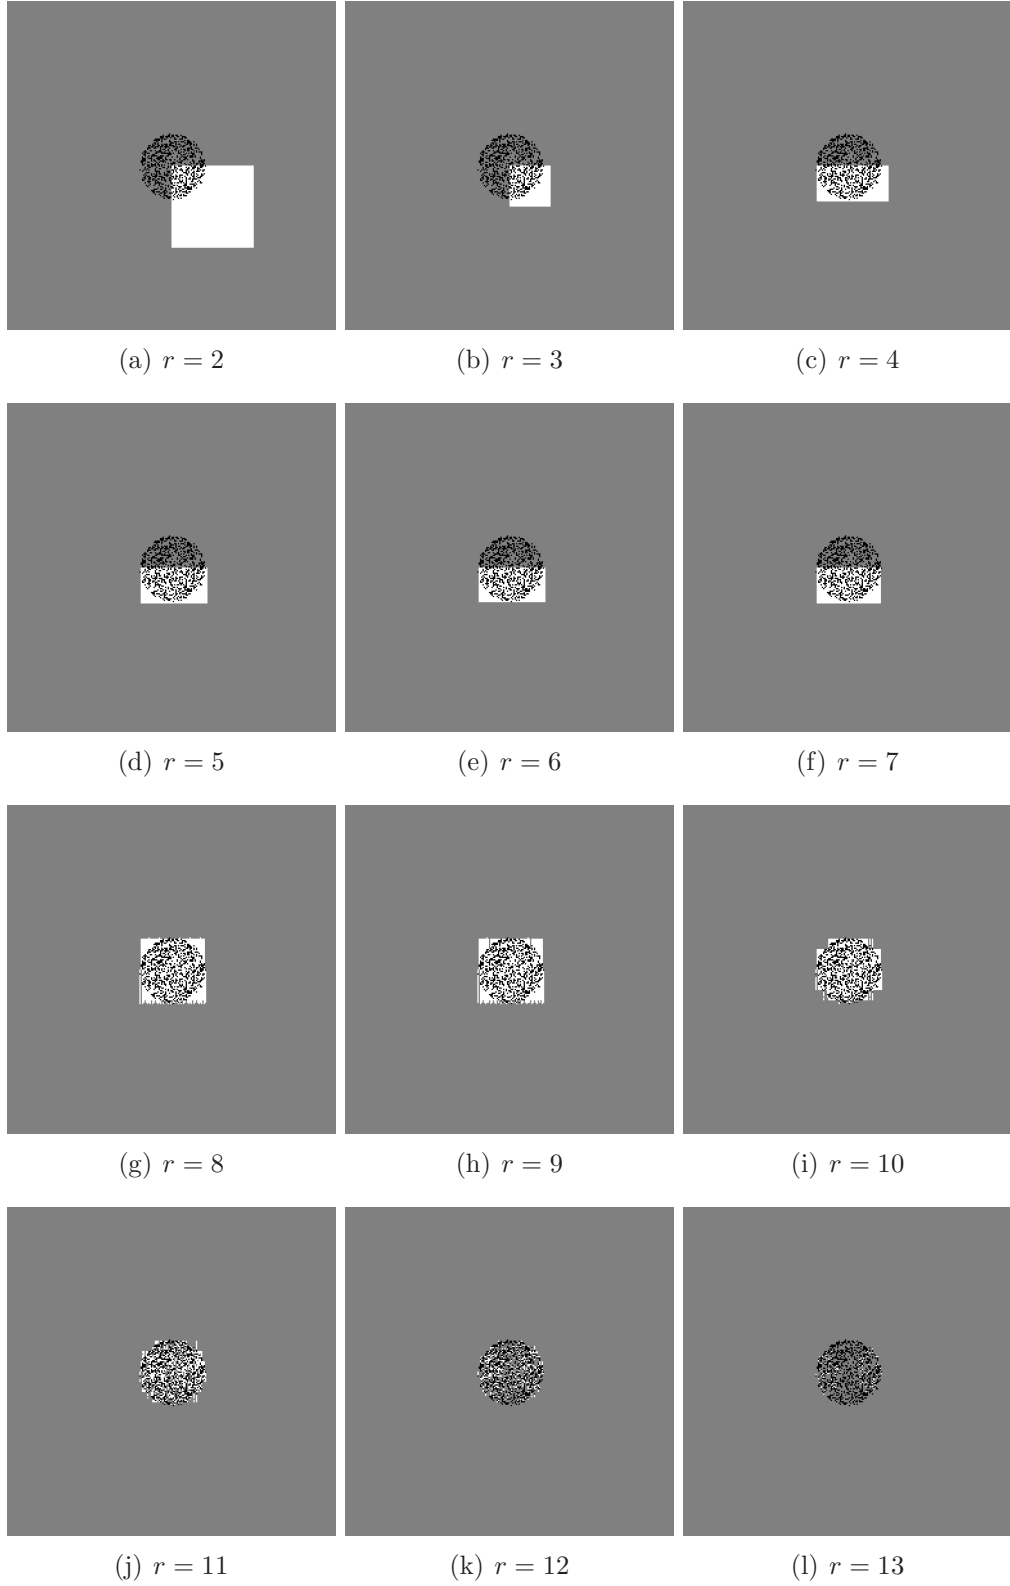 (a) r = 2
(b) r = 3
(c) r = 4
(d) r = 5
(e) r = 6
(f) r = 7
(g) r = 8
(h) r = 9
(i) r = 10
(j) r = 11
(k) r = 12
(l) r = 13